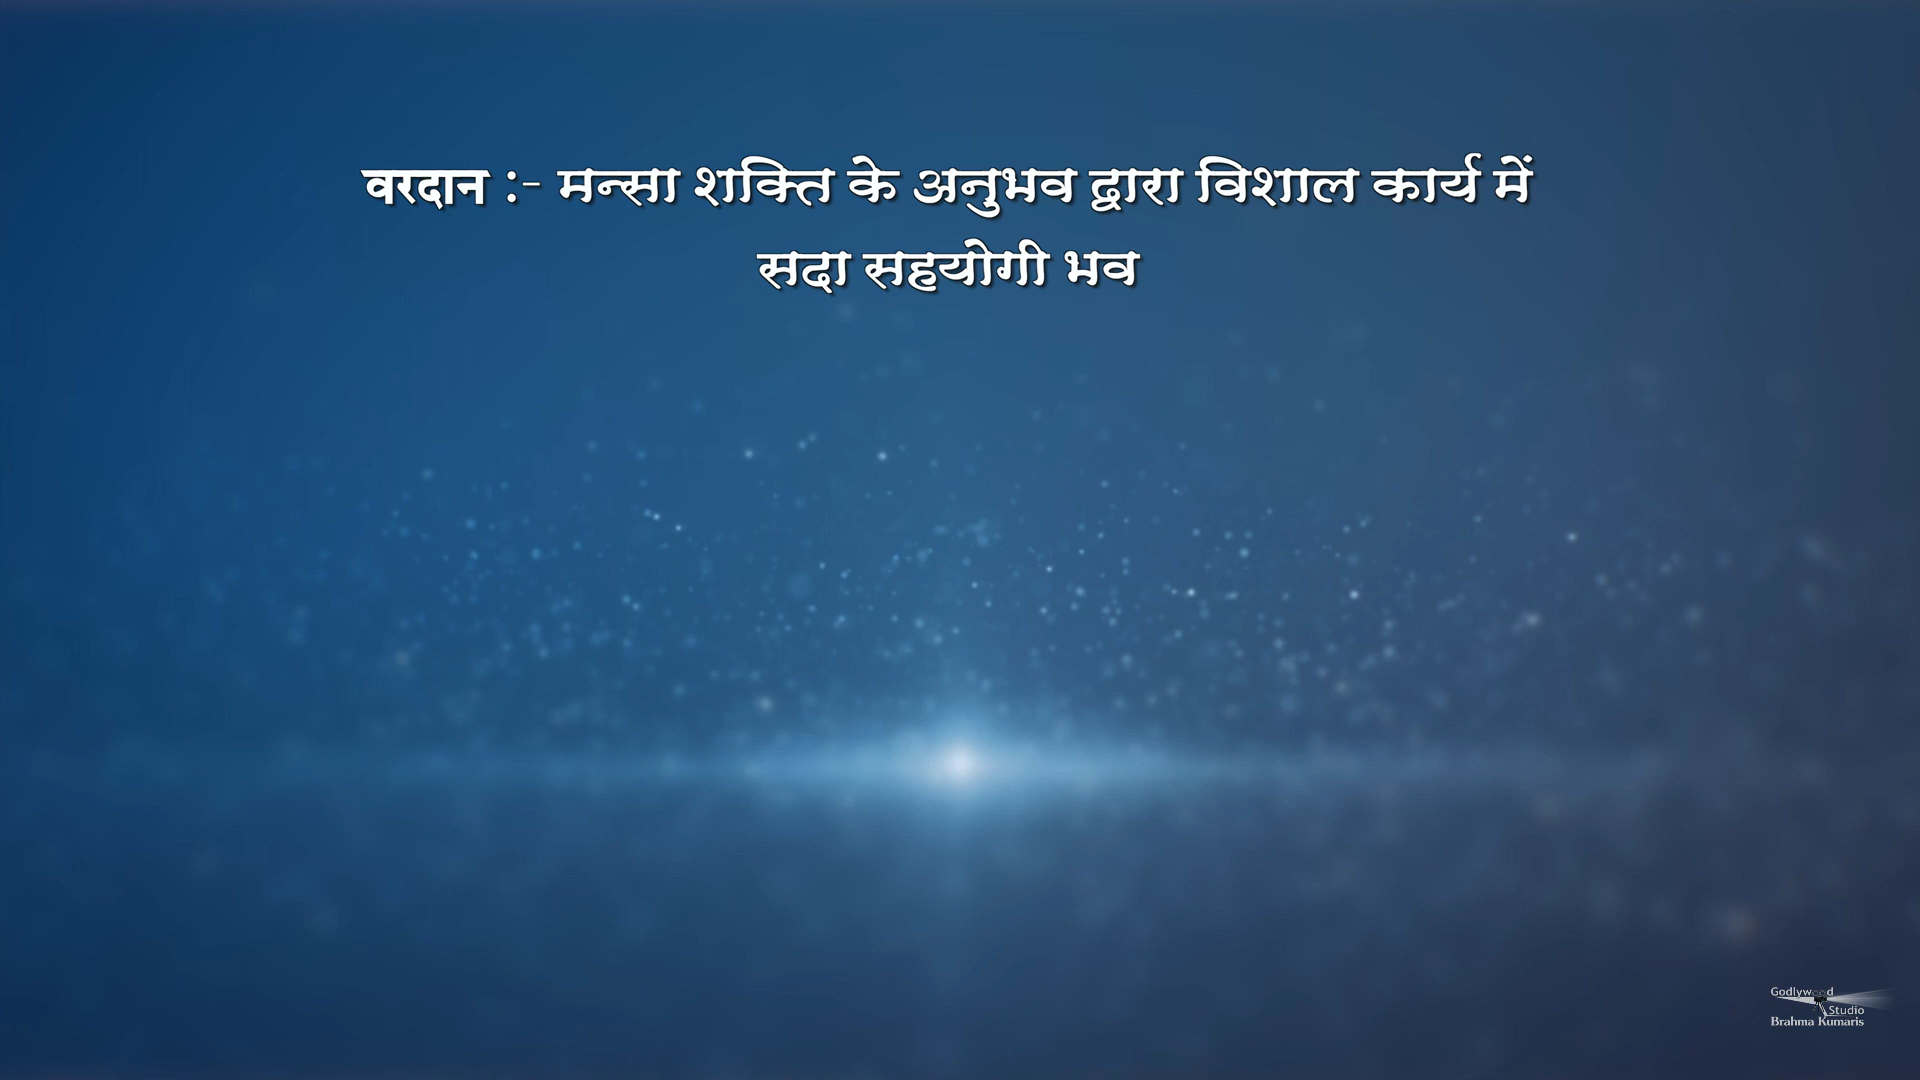 वरदान :- मन्सा शक्ति के अनुभव द्वारा विशाल कार्य में
सदा सहयोगी भव
Godlywood
Studio
Brahma Kumaris